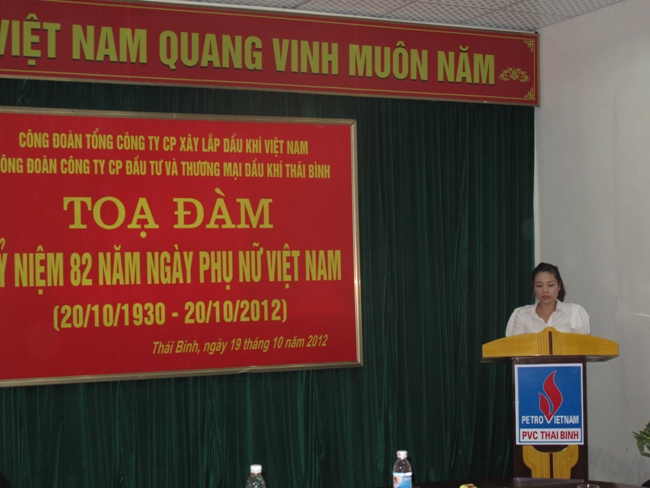 VIỆT NAM QUANG VINH MUÔN NĂM
CÔNG ĐOÀN TỔNG CÔNG TY CP XÂY LẮP DẦU KHÍ VIỆT NAM
ÔNG ĐOÀN CÔNG TY CP ĐẦU TƯ VÀ THƯƠNG MẠI DẦU KHÍ THÁI BÌNH
TOẠ ĐÀM
Ỷ NIỆM 82 NĂM NGÀY PHỤ NỮ VIỆT NAM
(20/10/1930 - 20/10/2012)
Thái Bình, ngày 19 tháng 10 năm 2012
PETROVIETNAM
PVC THAI BINH